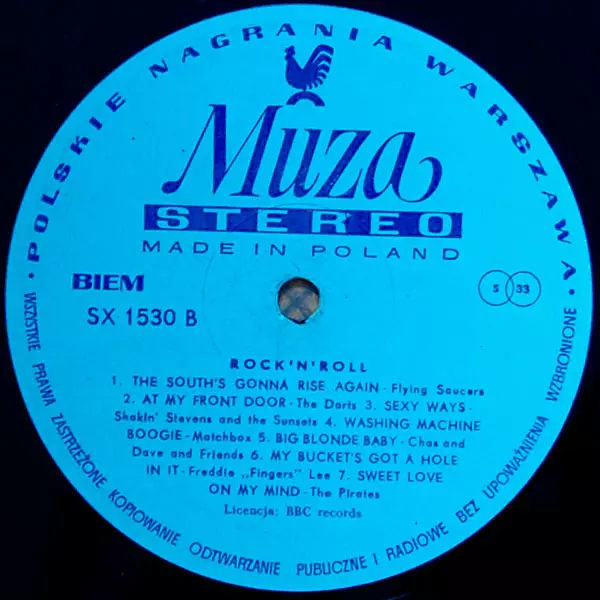 · POLSKIE NAGRANIA WARSZAWA ·
Muza
STEREO
MADE IN POLAND
BIEM
SX 1530 B
S 33
ROCK'N'ROLL
1. THE SOUTH'S GONNA RISE AGAIN - Flying Saucers
2. AT MY FRONT DOOR - The Darts 3. SEXY WAYS -
Shakin' Stevens and the Sunsets 4. WASHING MACHINE
BOOGIE - Matchbox 5. BIG BLONDE BABY - Chas and
Dave and Friends 6. MY BUCKET'S GOT A HOLE
IN IT - Freddie „Fingers" Lee 7. SWEET LOVE
ON MY MIND - The Pirates
Licencja: BBC records
WSZYSTKIE PRAWA ZASTRZEŻONE KOPIOWANIE ODTWARZANIE PUBLICZNE I RADIOWE BEZ UPOWAŻNIENIA WZBRONIONE